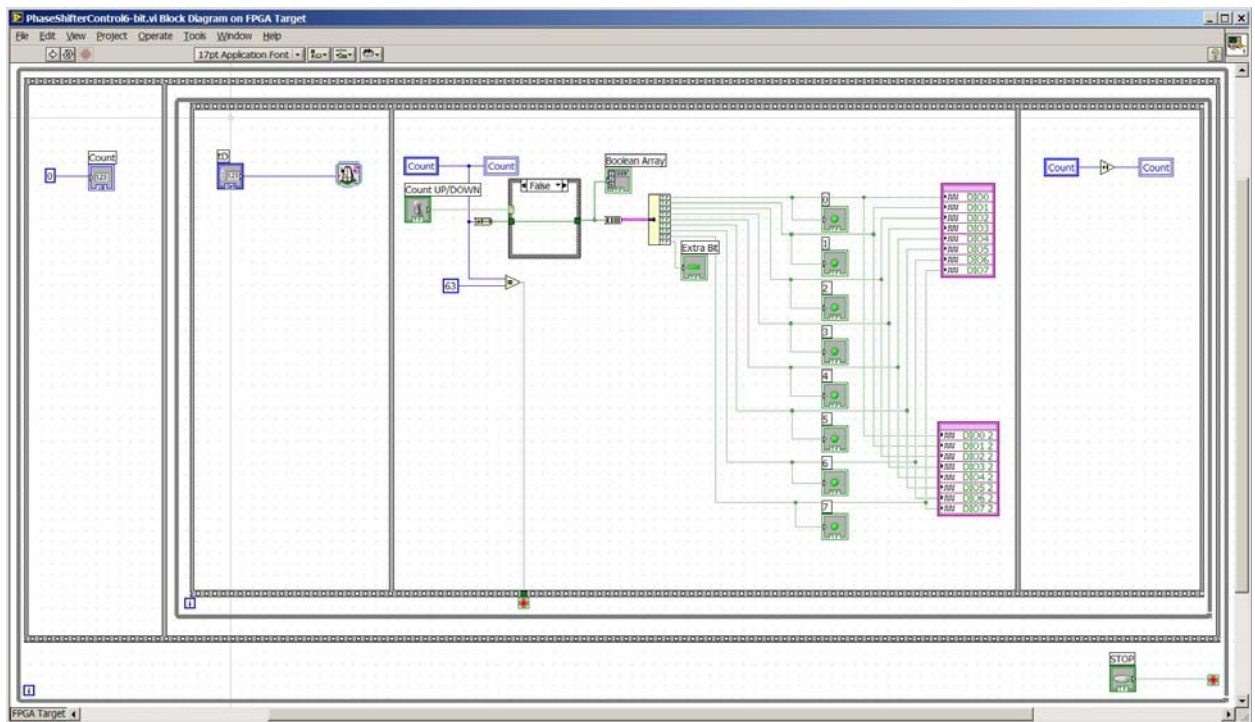 PhaseShifterControl6-bit.vi Block Diagram on FPGA Target
File Edit View Project Operate Tools Window Help
17pt Application Font
Count
0
tD
Count
Count
Count UP/DOWN
False
63
Boolean Array
Extra Bit
0
1
2
3
4
5
6
7
DIO0
DIO1
DIO2
DIO3
DIO4
DIO5
DIO6
DIO7
DIO0 2
DIO1 2
DIO2 2
DIO3 2
DIO4 2
DIO5 2
DIO6 2
DIO7 2
Count
Count
i
STOP
i
FPGA Target